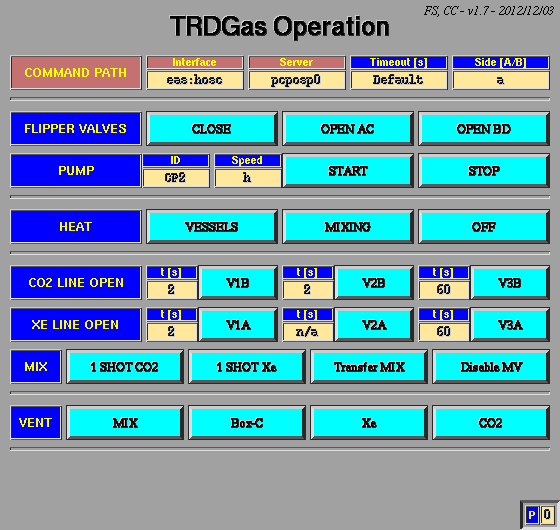 FS, CC - v1.7 - 2012/12/03
TRDGas Operation
COMMAND PATH Interface Server Timeout [s] Side [A/B]
eas:hosc pcposp0 Default a
FLIPPER VALVES CLOSE OPEN AC OPEN BD
PUMP ID Speed START STOP
CP2 h
HEAT VESSELS MIXING OFF
CO2 LINE OPEN t [s] V1B t [s] V2B t [s] V3B
2 2 60
XE LINE OPEN t [s] V1A t [s] V2A t [s] V3A
2 n/a 60
MIX 1 SHOT CO2 1 SHOT Xe Transfer MIX Disable MV
VENT MIX Box-C Xe CO2
P 0